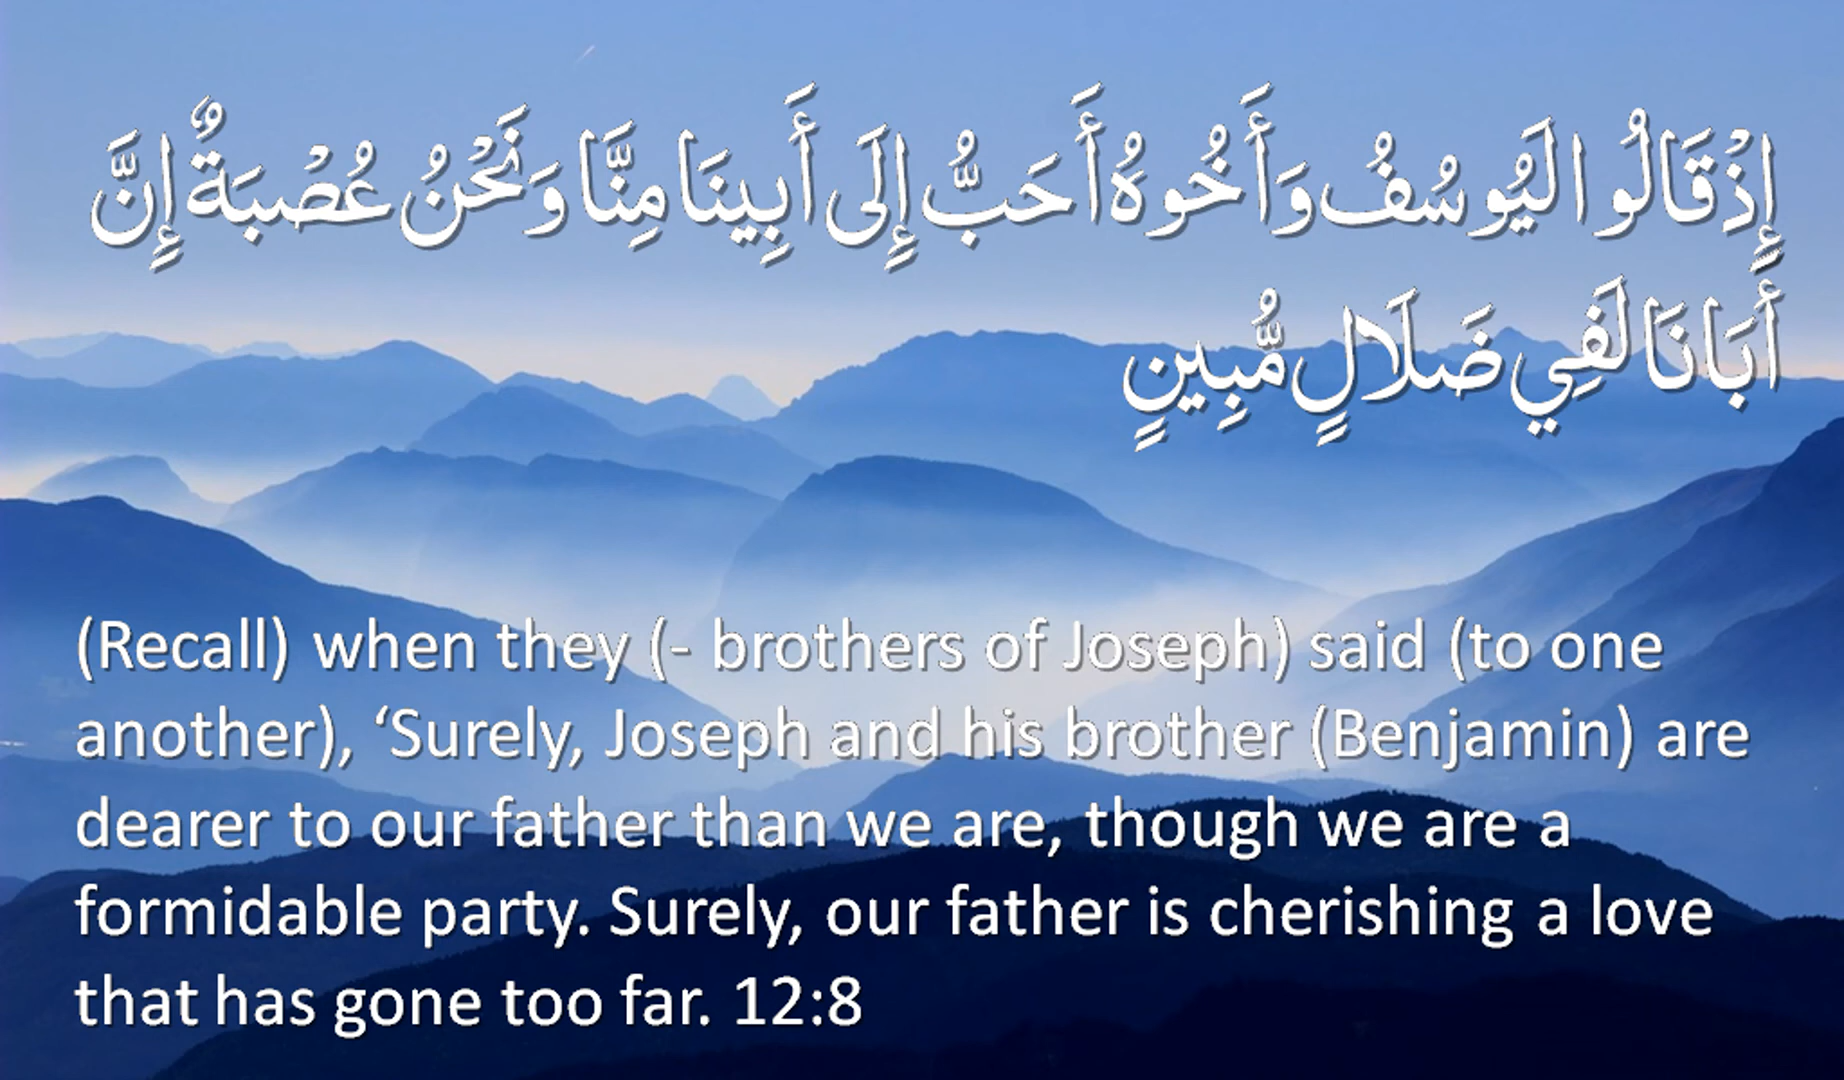 إِذْ قَالُوا لَيُوسُفُ وَأَخُوهُ أَحَبُّ إِلَى أَبِينَا مِنَّا وَنَحْنُ عُصْبَةٌ إِنَّ
أَبَانَا لَفِي ضَلَالٍ مُّبِينٍ
(Recall) when they (- brothers of Joseph) said (to one
another), ‘Surely, Joseph and his brother (Benjamin) are
dearer to our father than we are, though we are a
formidable party. Surely, our father is cherishing a love
that has gone too far. 12:8